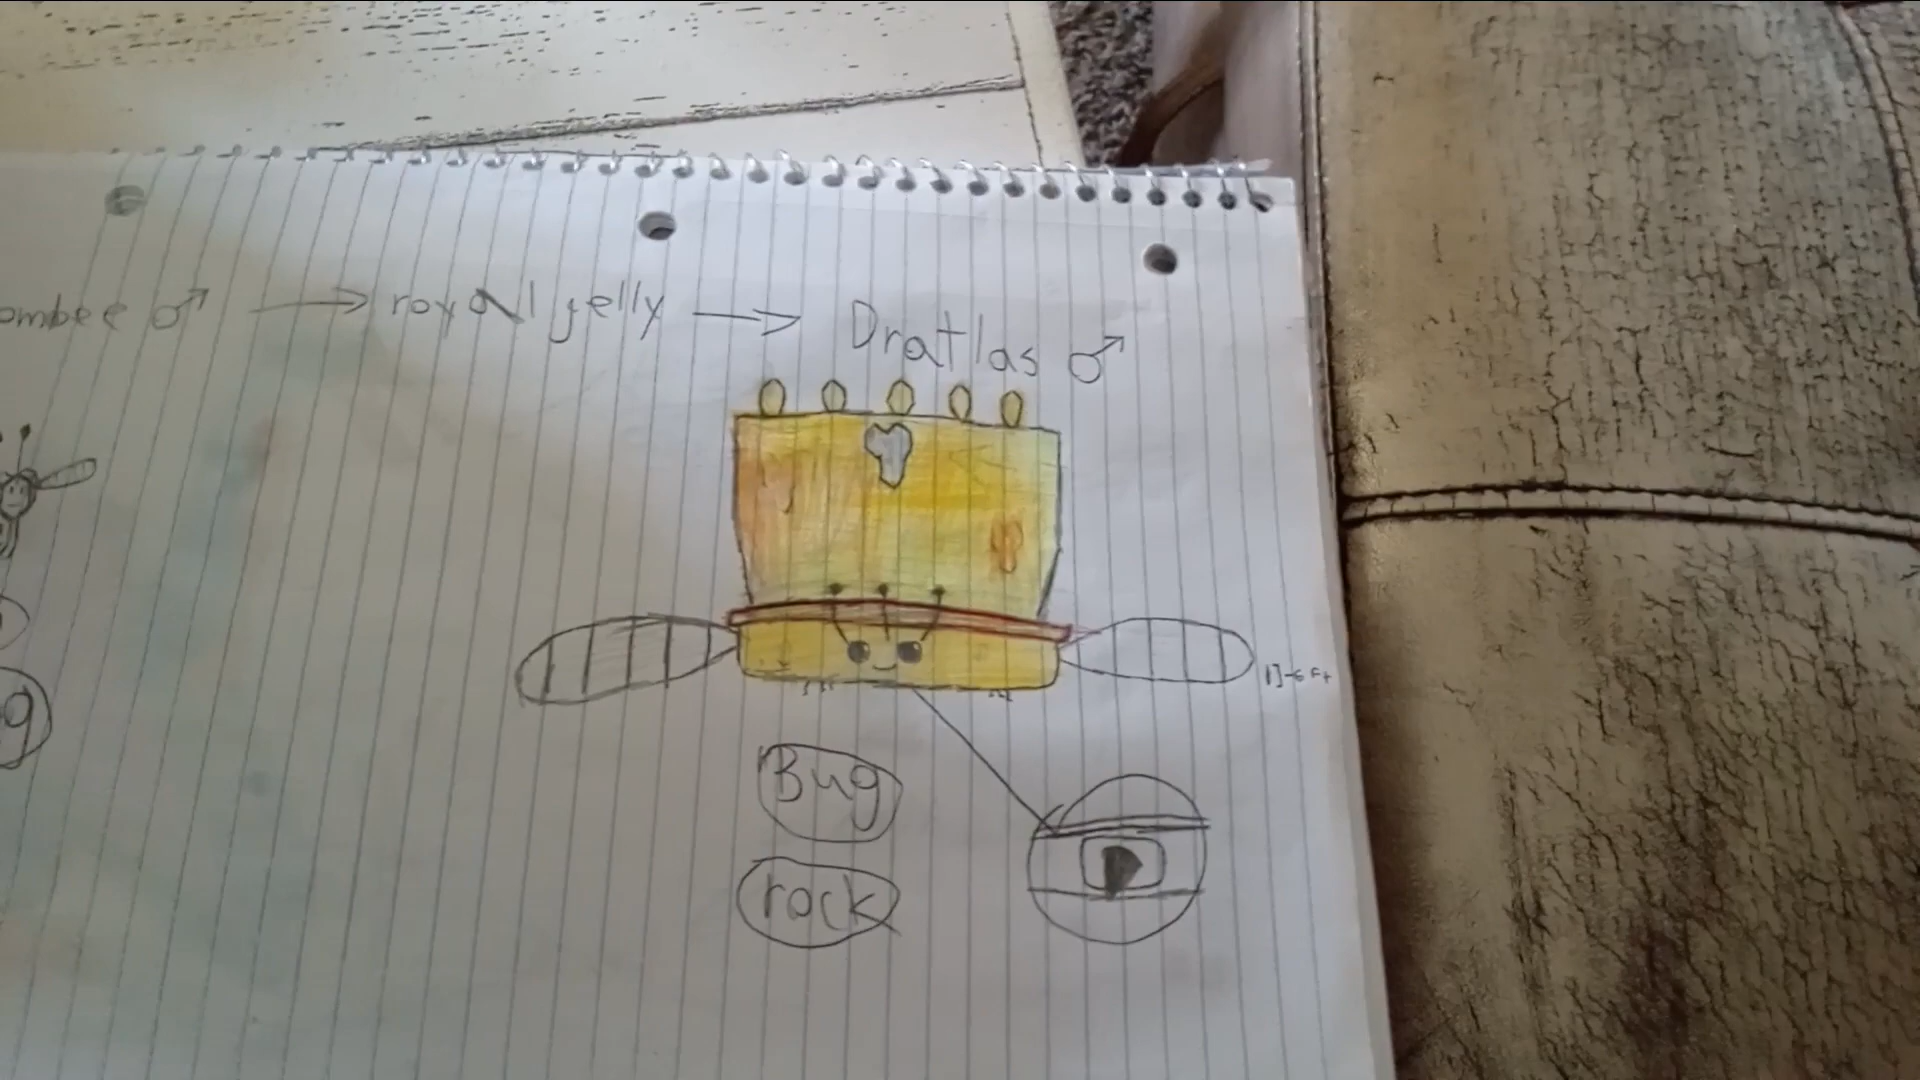 ombee ♂ → royal jelly → Dratlas ♂
Bug
rock
g